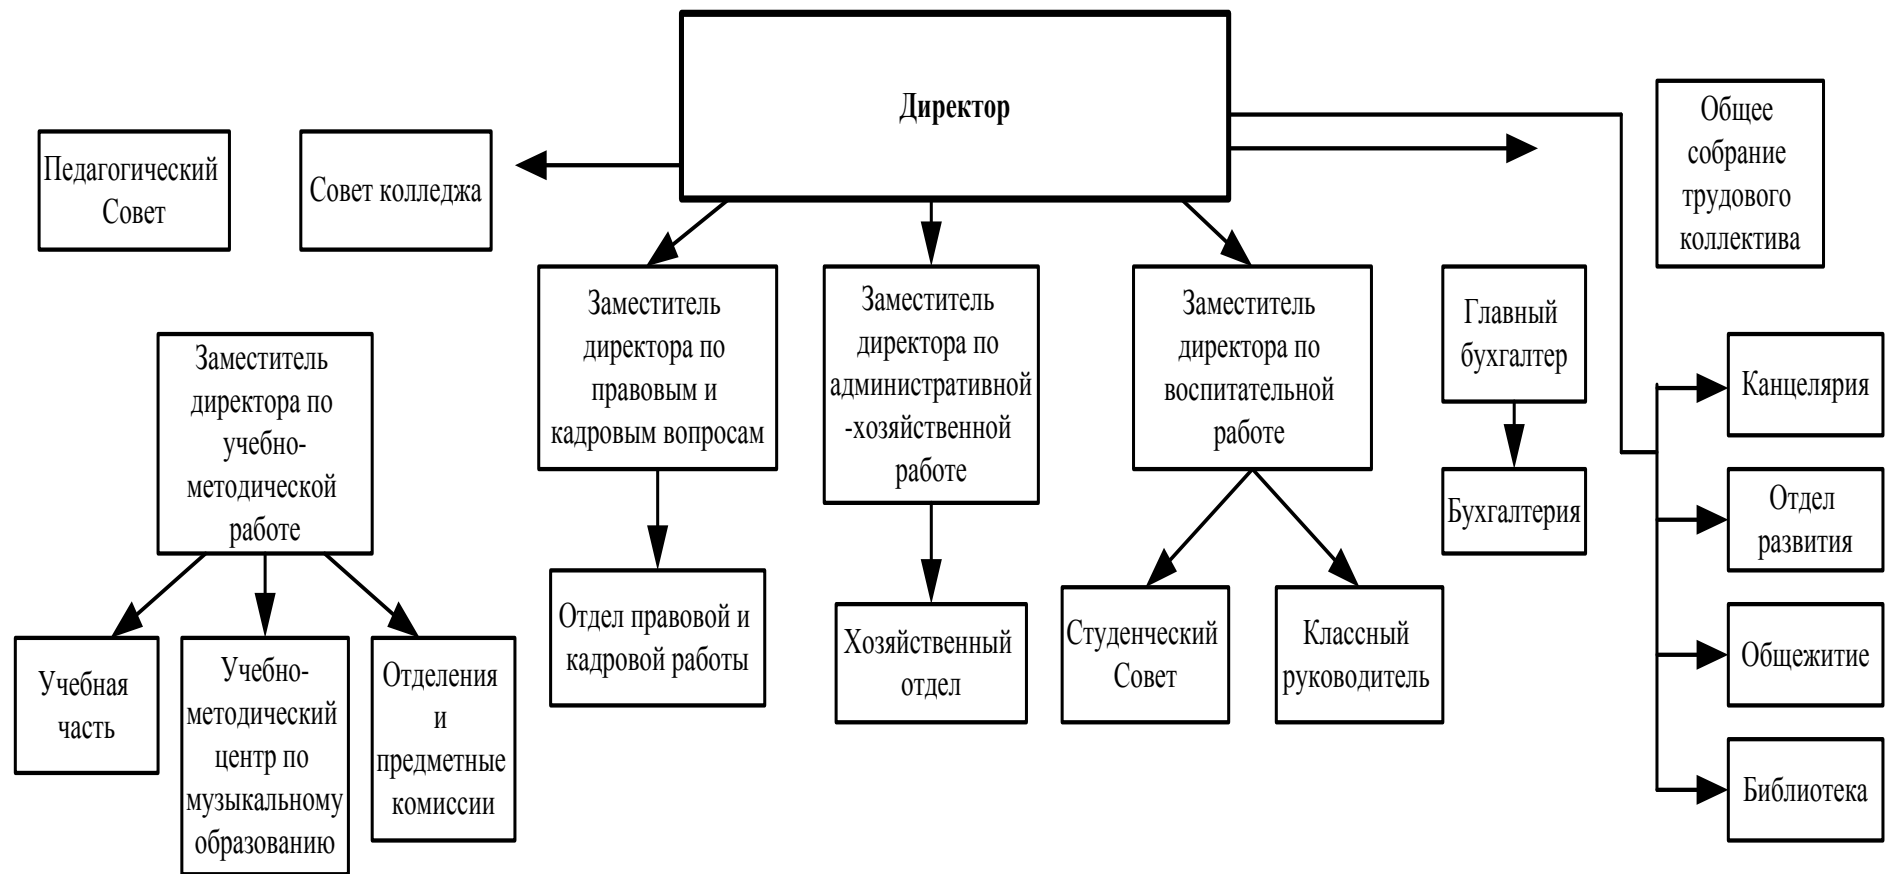 Директор
Общее
собрание
трудового
коллектива
Педагогический
Совет
Совет колледжа
Заместитель
директора по
учебно-
методической
работе
Заместитель
директора по
правовым и
кадровым вопросам
Заместитель
директора по
административной
-хозяйственной
работе
Заместитель
директора по
воспитательной
работе
Главный
бухгалтер
Канцелярия
Бухгалтерия
Отдел
развития
Отдел правовой и
кадровой работы
Хозяйственный
отдел
Студенческий
Совет
Классный
руководитель
Общежитие
Учебная
часть
Учебно-
методический
центр по
музыкальному
образованию
Отделения
и
предметные
комиссии
Библиотека